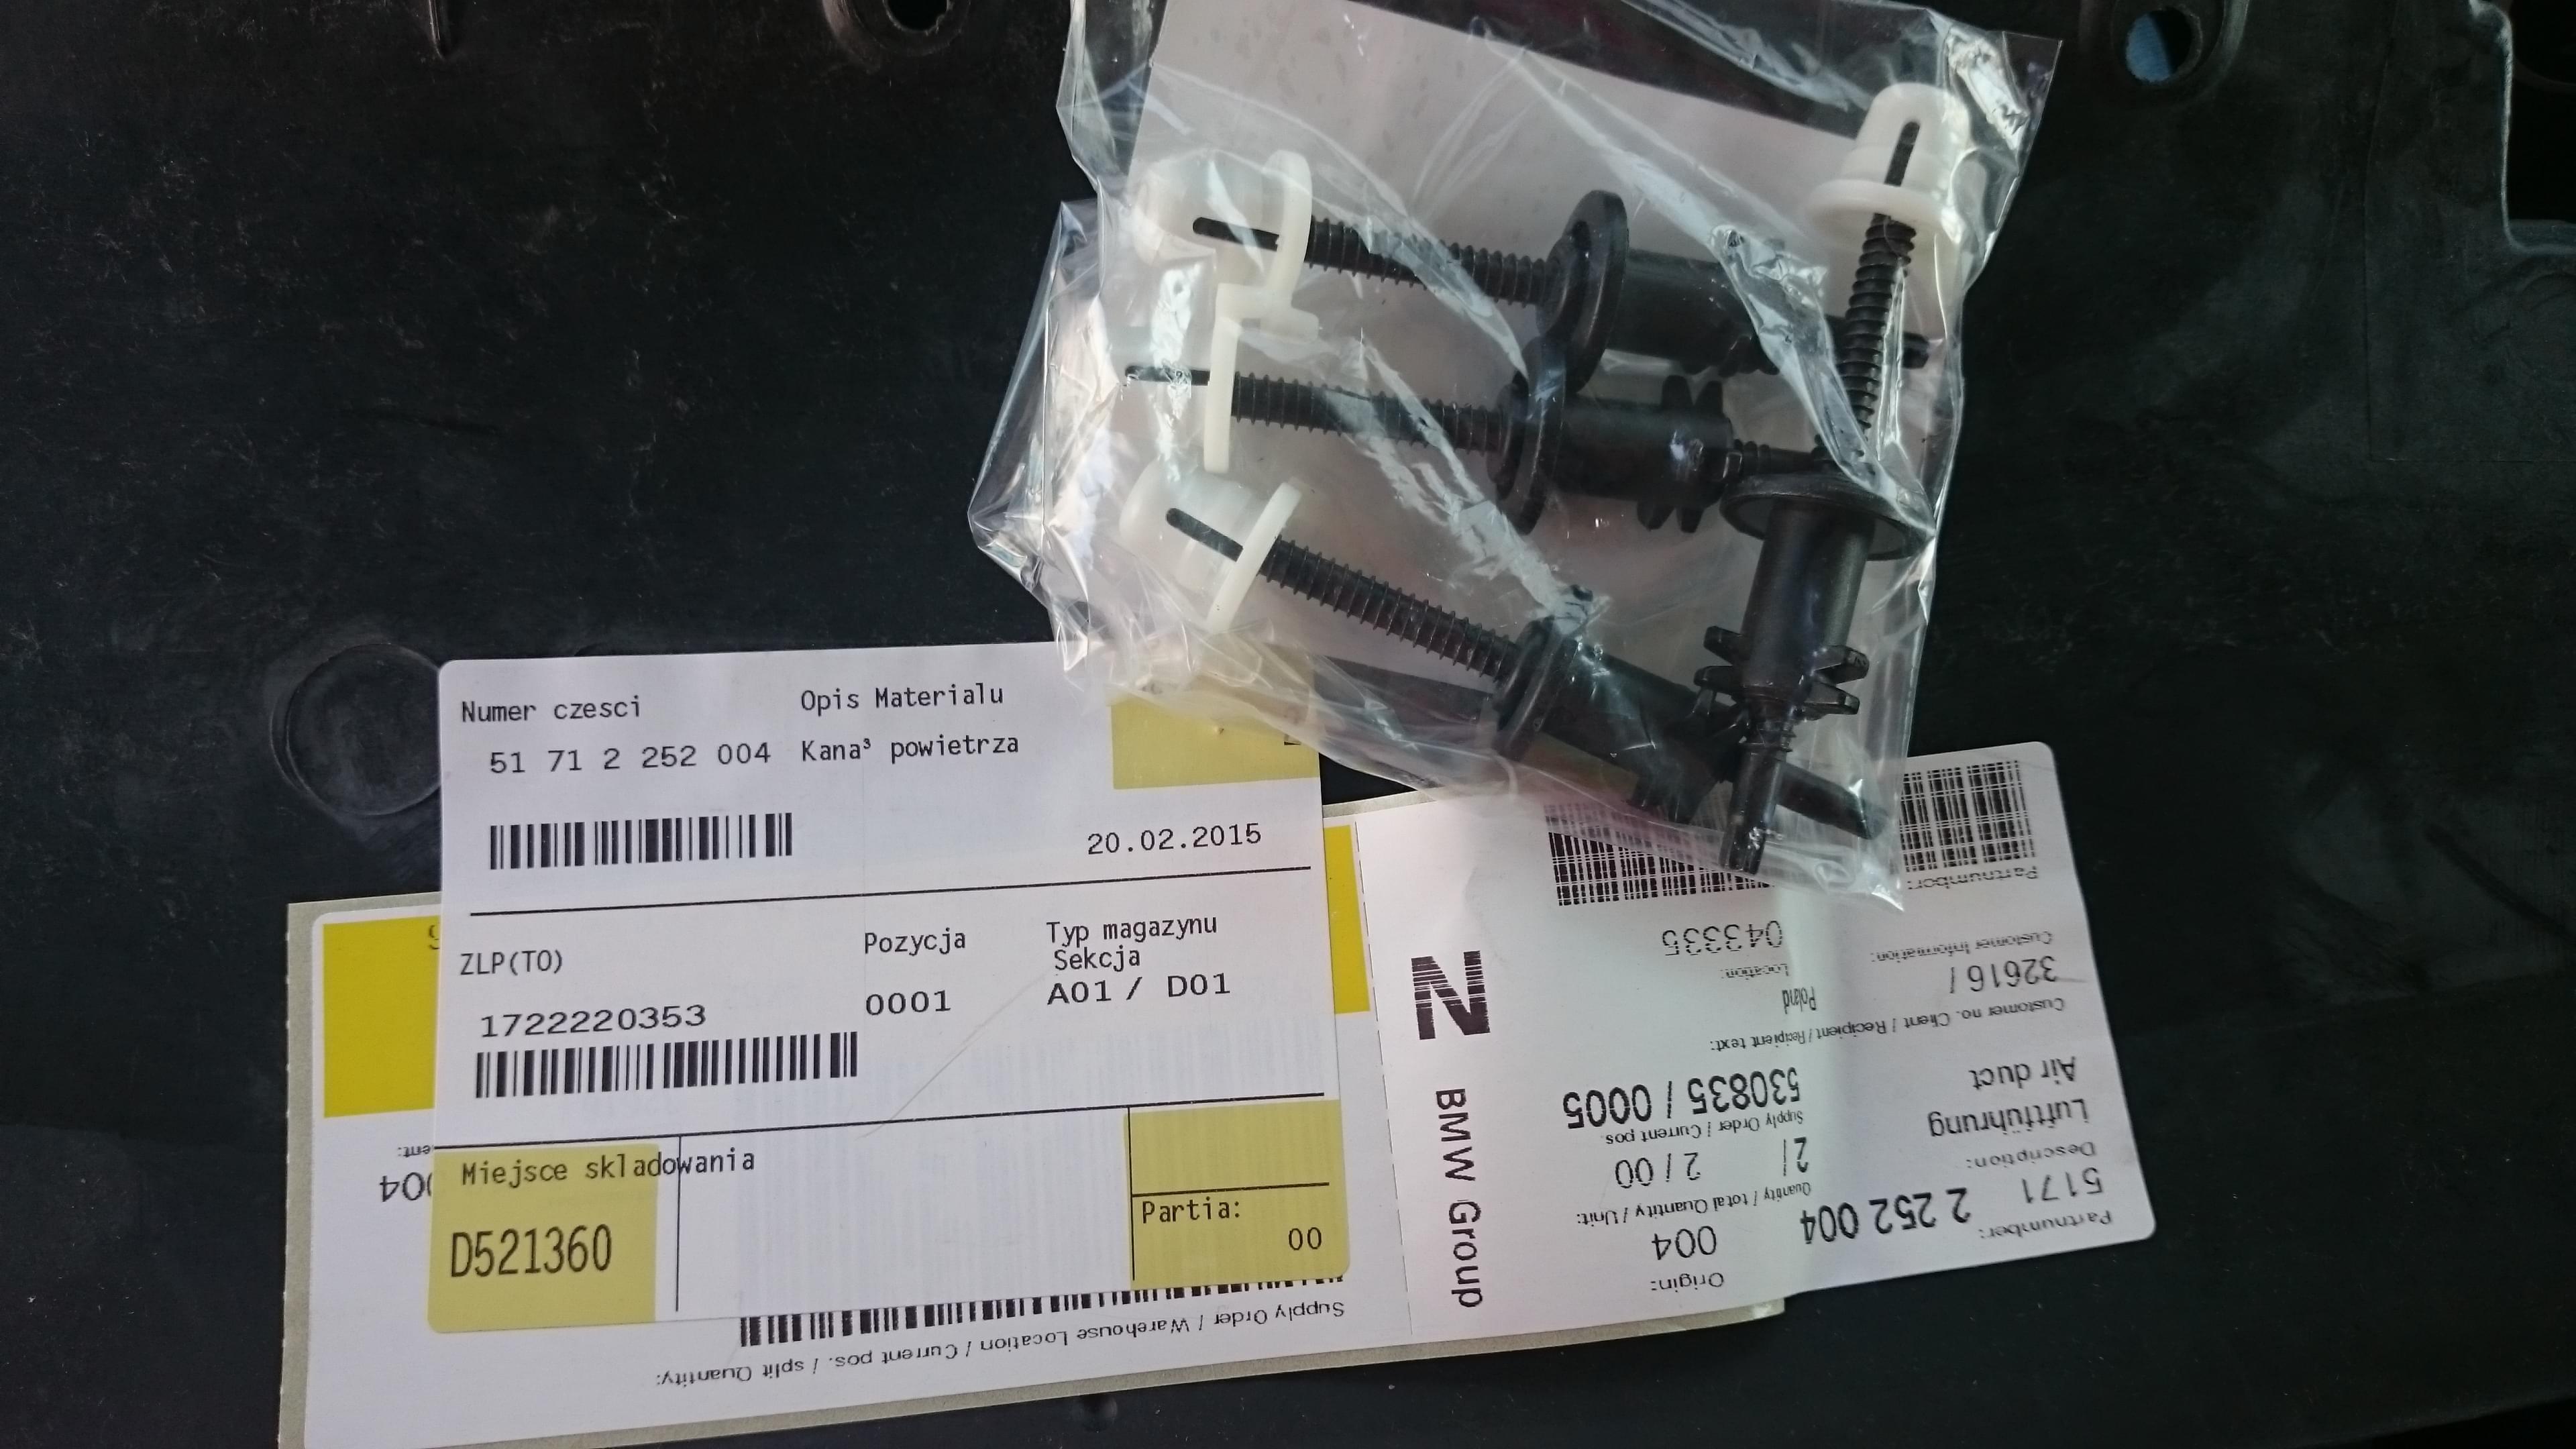 Numer czesci Opis Materialu
51 71 2 252 004 Kana³ powietrza
20.02.2015
ZLP(TO) Pozycja Typ magazynu
Sekcja
1722220353 0001 A01 / D01
Miejsce skladowania
D521360
Partia:
00
Supply Order / Warehouse Location / Current pos. / split Quantity:
N BMW Group
Partnumber:
5171 2 252 004
Origin:
004
Description:
Luftführung
Air duct
Quantity / total Quantity / Unit:
2/ 2 / 00
Supply Order / Current pos.
530835 / 0005
Customer no. Client / Recipient / Recipient text:
32616 /
Poland
Customer Information:
Location:
043335
Partnumber: